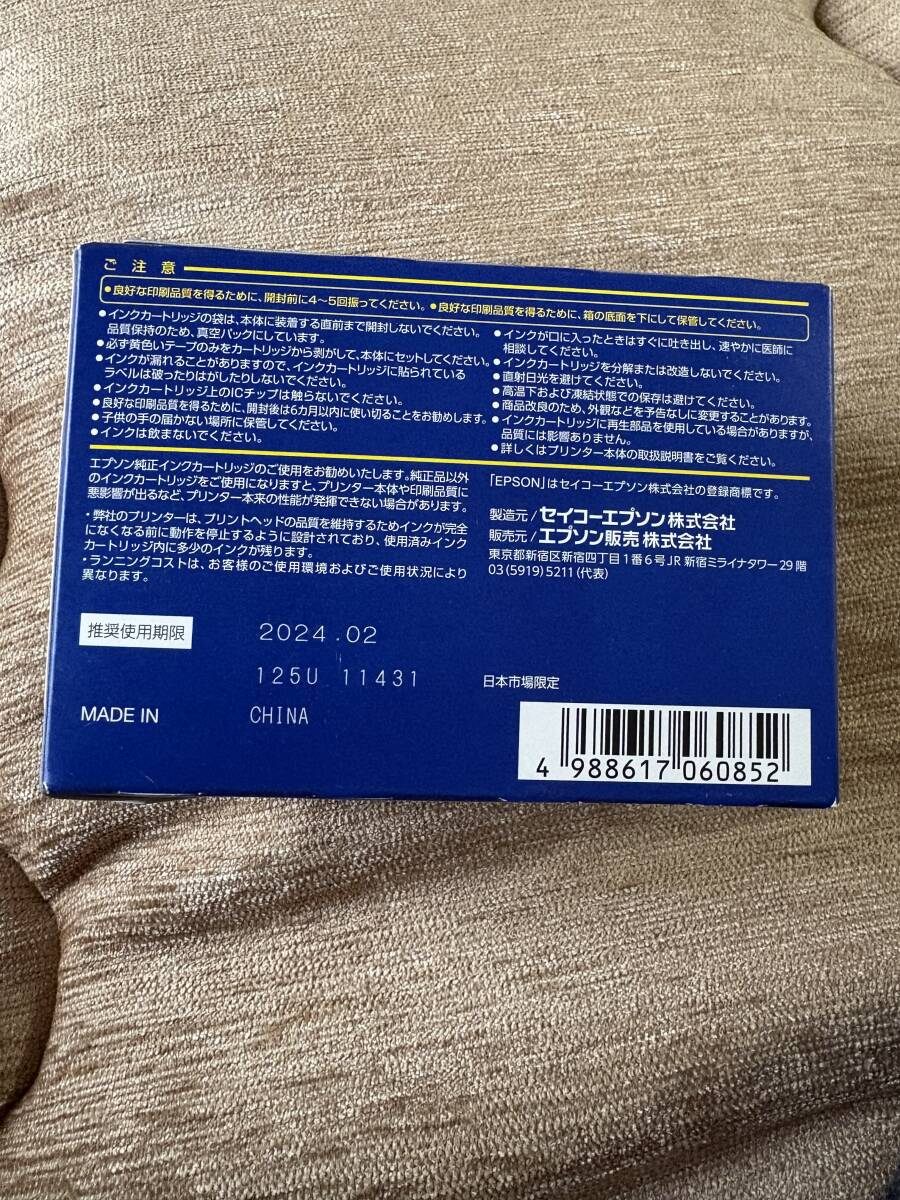 ご注意
●良好な印刷品質を得るために、開封前に4～5回振ってください。●良好な印刷品質を得るために、箱の底面を下にして保管してください。
●インクカートリッジの袋は、本体に装着する直前まで開封しないでください。
品質保持のため、真空パックにしています。
●必ず黄色いテープのみをカートリッジから剥がして、本体にセットしてください。
●インクが漏れることがありますので、インクカートリッジに貼られている
ラベルは破ったりはがしたりしないでください。
●インクカートリッジ上のICチップは触らないでください。
●良好な印刷品質を得るために、開封後は6カ月以内に使い切ることをお勧めします。
●子供の手の届かない場所に保管してください。
●インクは飲まないでください。
●インクが口に入ったときはすぐに吐き出し、速やかに医師に
相談してください。
●インクカートリッジを分解または改造しないでください。
●直射日光を避けてください。
●高温下および凍結状態での保存は避けてください。
●商品改良のため、外観などを予告なしに変更することがあります。
●インクカートリッジに再生部品を使用している場合がありますが、
品質には影響ありません。
●詳しくはプリンター本体の取扱説明書をご覧ください。
エプソン純正インクカートリッジのご使用をお勧めいたします。純正品以外
のインクカートリッジをご使用になりますと、プリンター本体や印刷品質に
悪影響が出るなど、プリンター本来の性能が発揮できない場合があります。
*弊社のプリンターは、プリントヘッドの品質を維持するためインクが完全
になくなる前に動作を停止するように設計されており、使用済みインク
カートリッジ内に多少のインクが残ります。
*ランニングコストは、お客様のご使用環境およびご使用状況により
異なります。
「EPSON」はセイコーエプソン株式会社の登録商標です。
製造元/セイコーエプソン株式会社
販売元/エプソン販売株式会社
東京都新宿区新宿四丁目1番6号JR新宿ミライナタワー29階
03(5919)5211(代表)
推奨使用期限 2024.02
125U 11431
日本市場限定
MADE IN CHINA
4 988617 060852